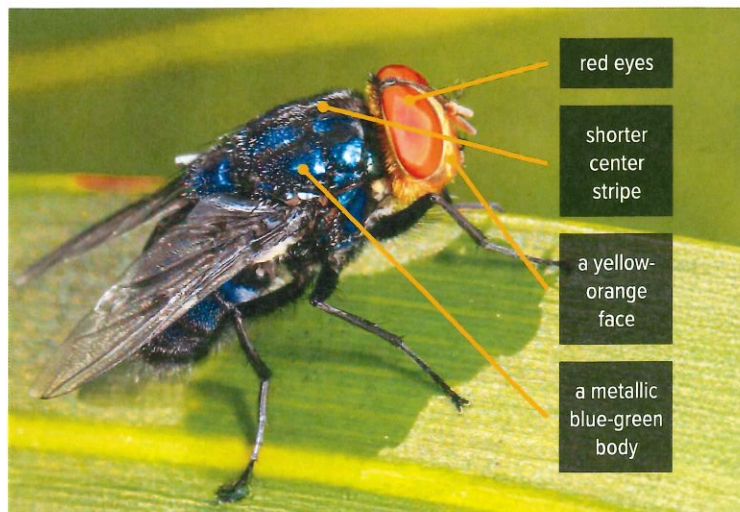 red eyes
shorter
center
stripe
a yellow-
orange
face
a metallic
blue-green
body